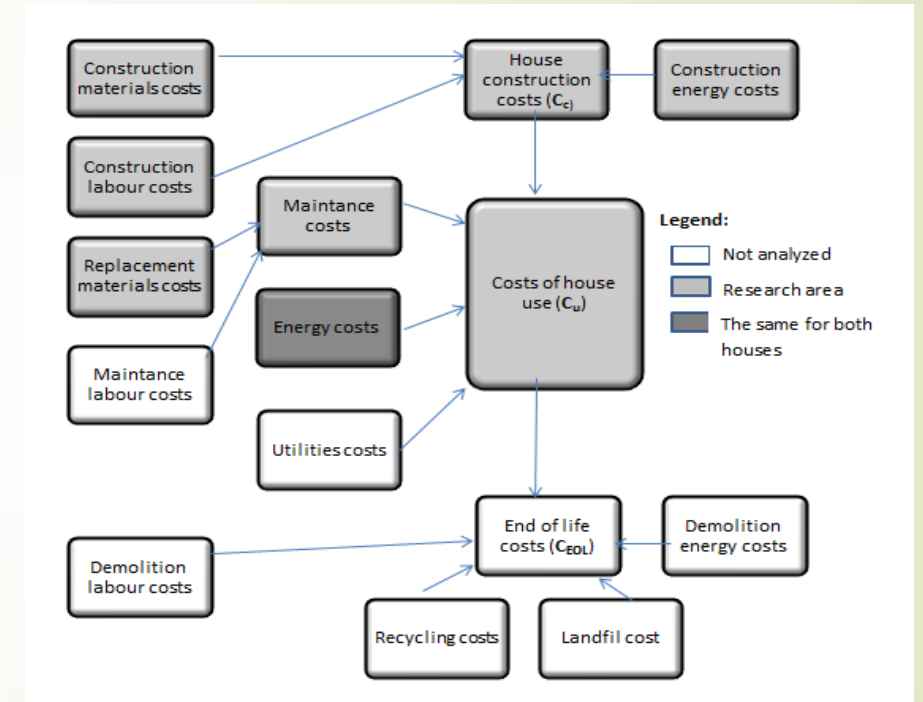 Construction
materials costs
House
construction
costs (Cc)
Construction
energy costs
Construction
labour costs
Maintance
costs
Replacement
materials costs
Energy costs
Maintance
labour costs
Utilities costs
Costs of house
use (Cu)
Legend:
Not analyzed
Research area
The same for both
houses
End of life
costs (CEOL)
Demolition
energy costs
Demolition
labour costs
Recycling costs
Landfil cost